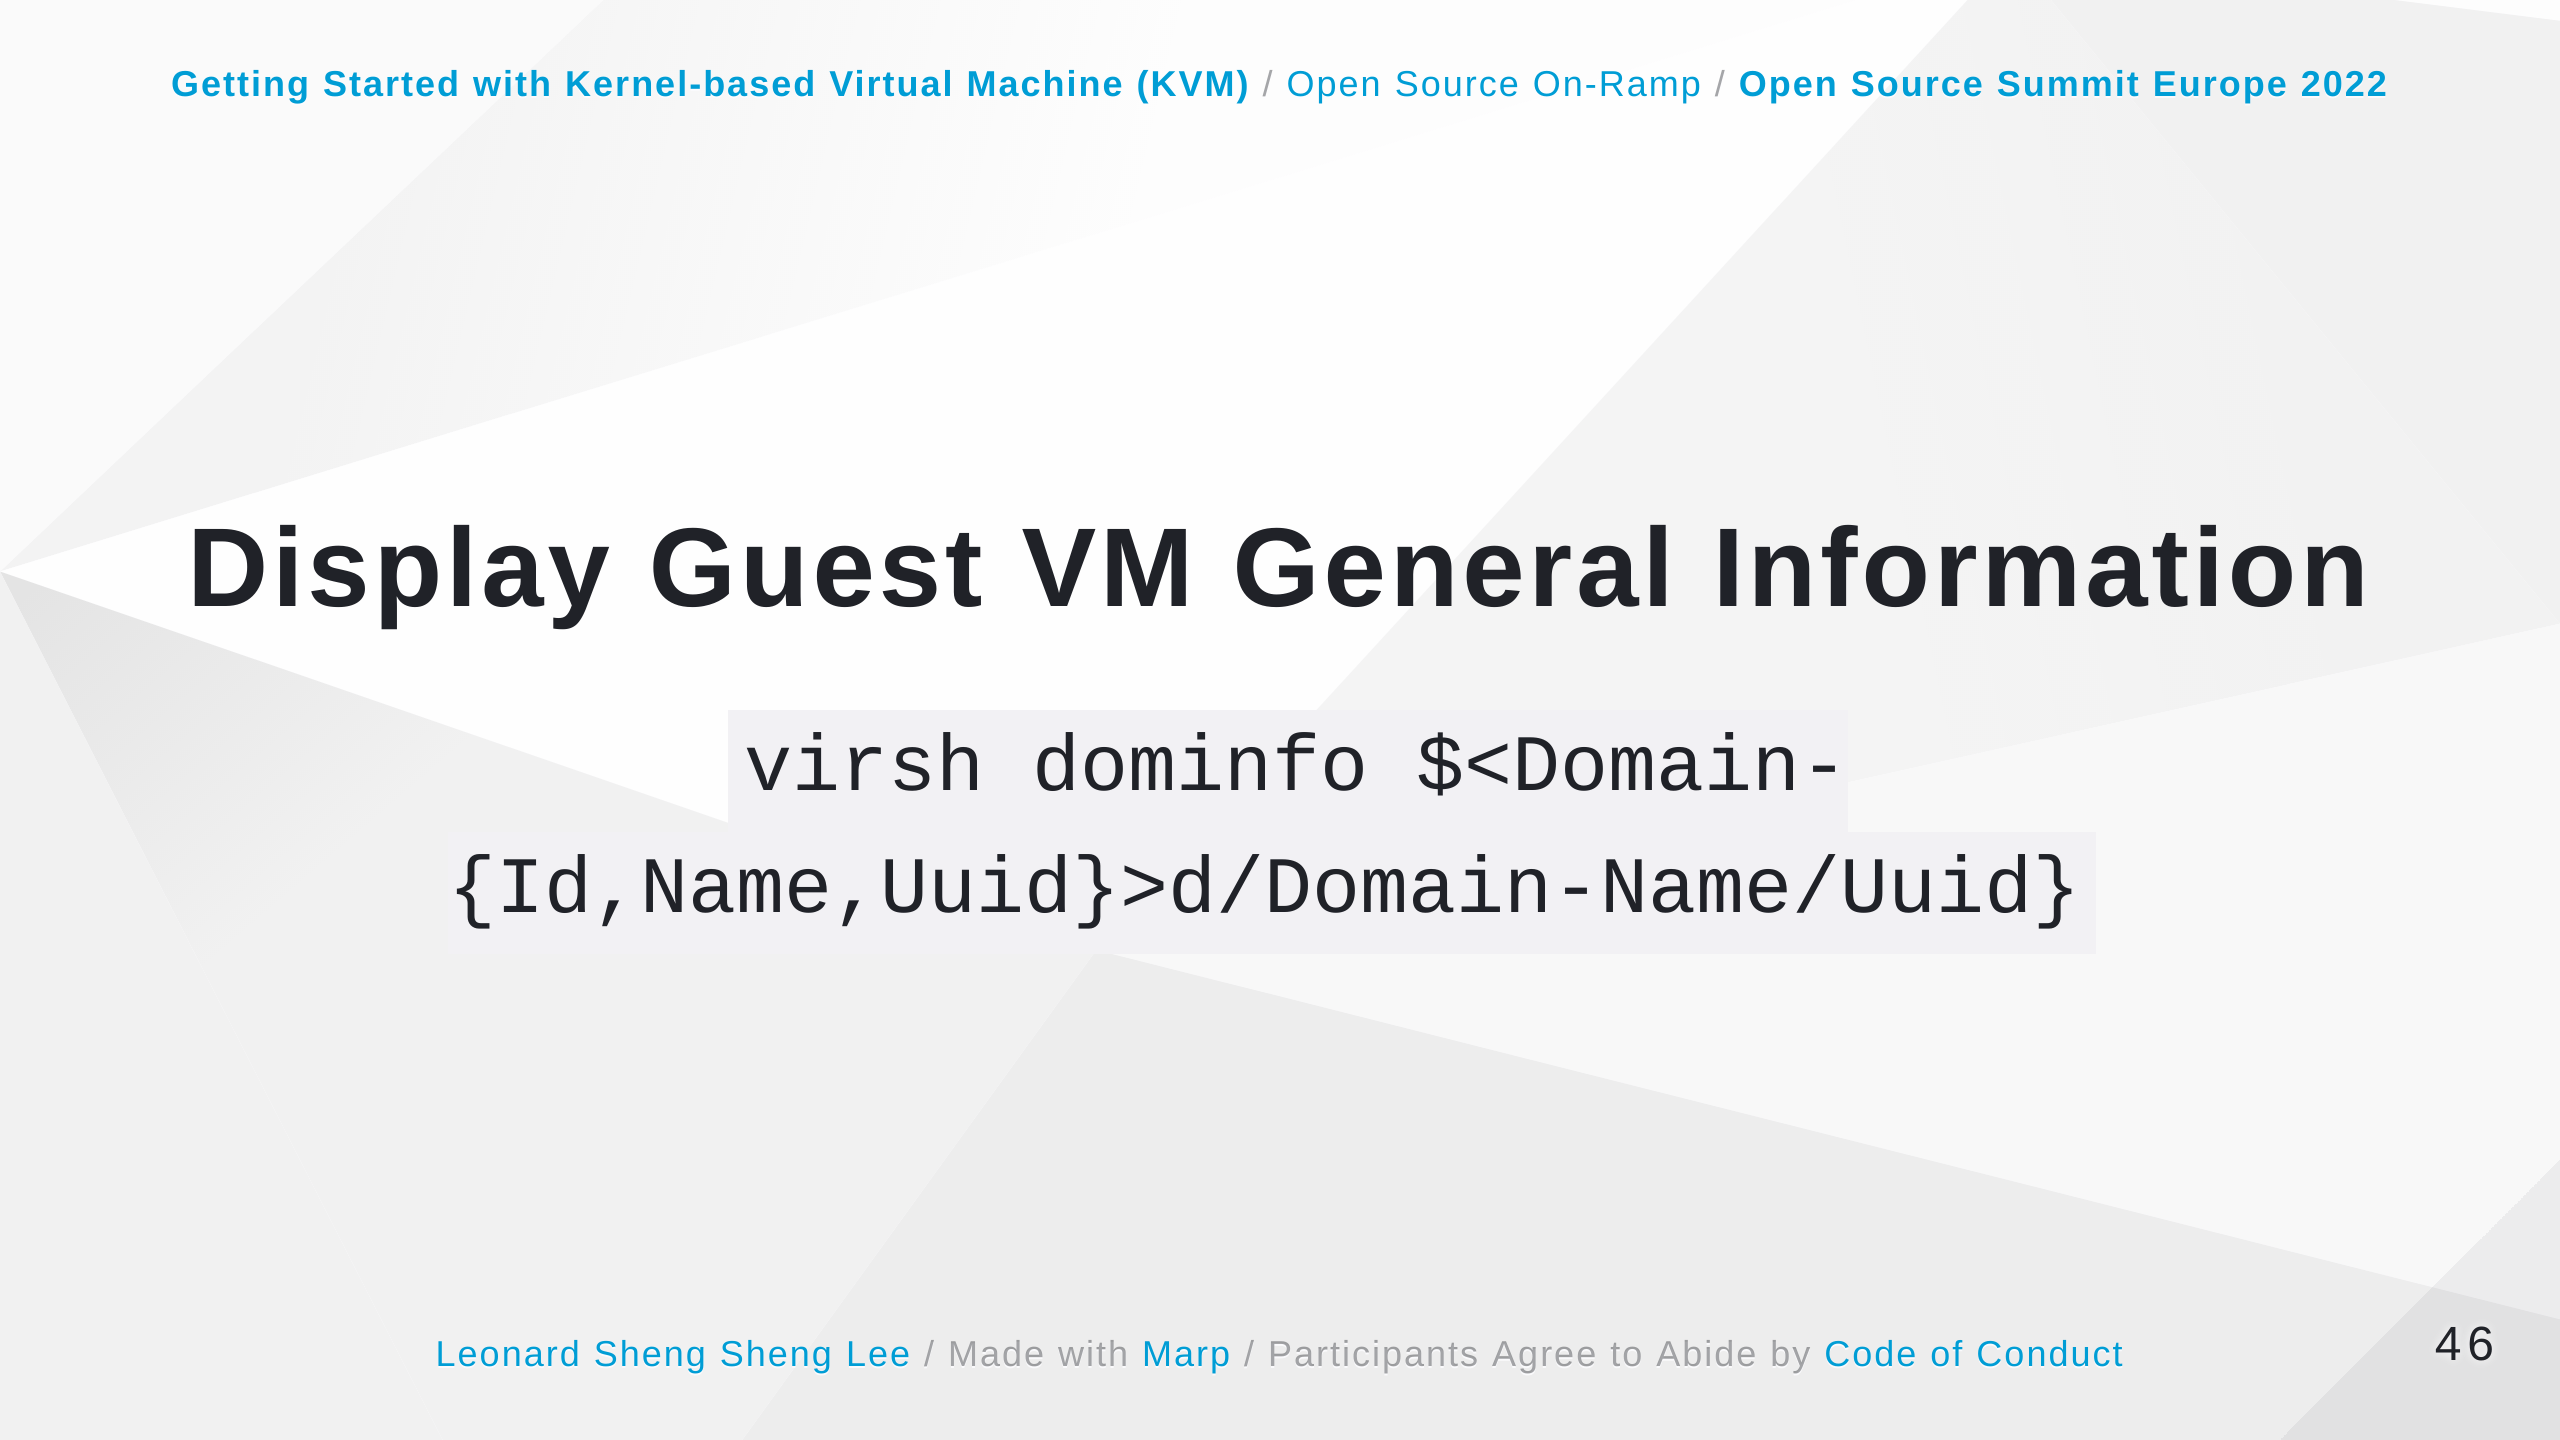 Getting Started with Kernel-based Virtual Machine (KVM) / Open Source On-Ramp / Open Source Summit Europe 2022
Display Guest VM General Information
virsh dominfo $<Domain-
{Id,Name,Uuid}>d/Domain-Name/Uuid}
Leonard Sheng Sheng Lee / Made with Marp / Participants Agree to Abide by Code of Conduct
46